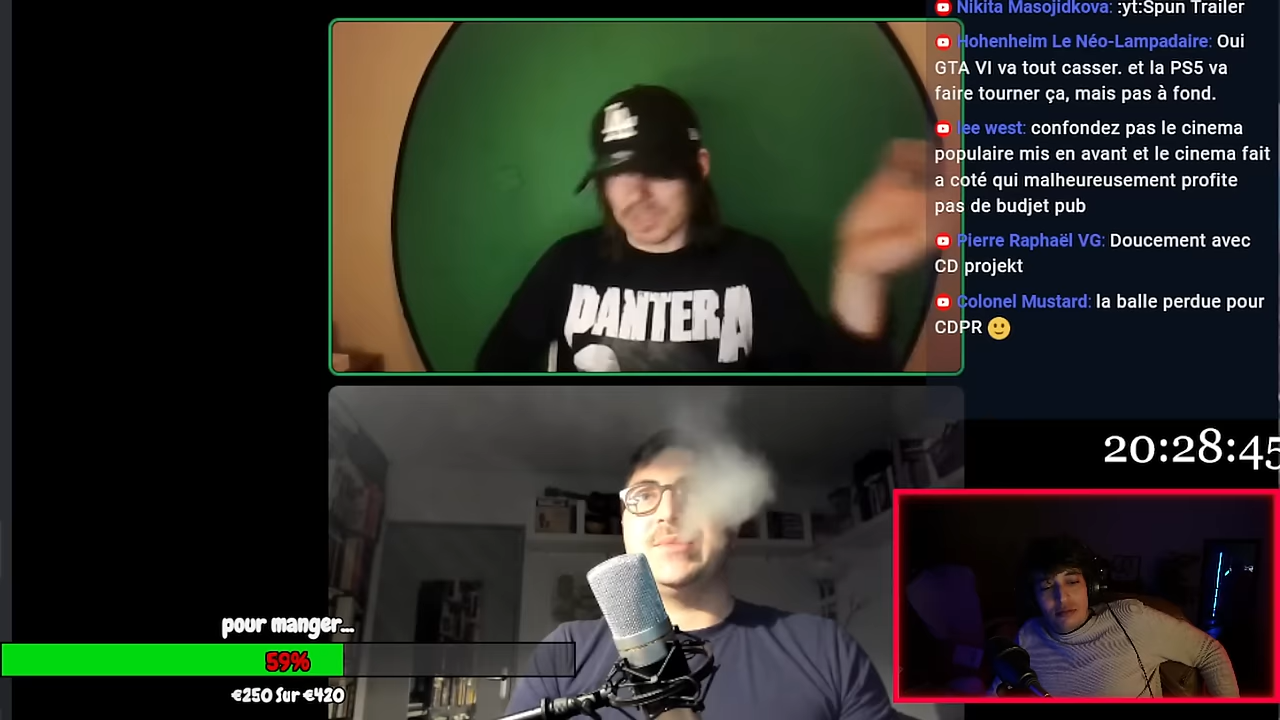 Nikita Masojidkova: :yt:Spun Trailer
Hohenheim Le Néo-Lampadaire: Oui
GTA VI va tout casser. et la PS5 va
faire tourner ça, mais pas à fond.
lee west: confondez pas le cinema
populaire mis en avant et le cinema fait
a coté qui malheureusement profite
pas de budjet pub
Pierre Raphaël VG: Doucement avec
CD projekt
Colonel Mustard: la balle perdue pour
CDPR 🙂
PANTERA
20:28:45
pour manger...
59%
€250 Sur €420